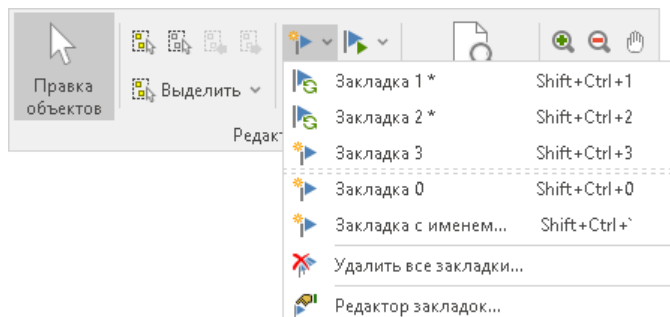 Правка
объектов
Выделить
Редак
Закладка 1 * Shift+Ctrl+1
Закладка 2 * Shift+Ctrl+2
Закладка 3 Shift+Ctrl+3
Закладка 0 Shift+Ctrl+0
Закладка с именем... Shift+Ctrl+`
Удалить все закладки...
Редактор закладок...